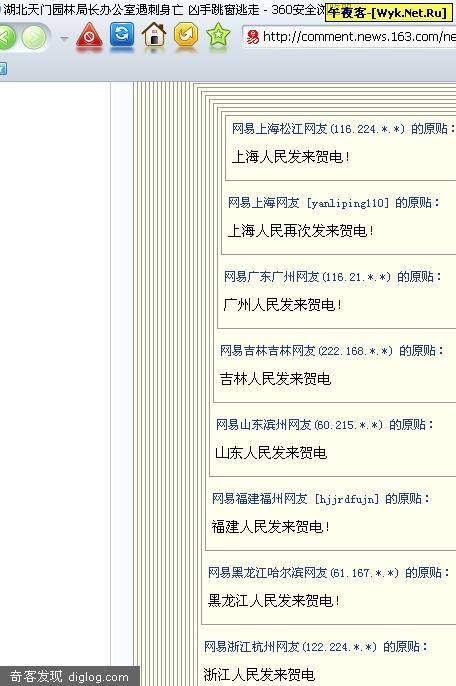 湖北天门园林局长办公室遇刺身亡 凶手跳窗逃走 - 360安全浏
午夜客-[Wyk.Net.Ru]
http://comment.news.163.com/ne
网易上海松江网友(116.224.*.*) 的原贴：
上海人民发来贺电！
网易上海网友 [yanliping110] 的原贴：
上海人民再次发来贺电！
网易广东广州网友(116.21.*.*) 的原贴：
广州人民发来贺电！
网易吉林吉林网友(222.168.*.*) 的原贴：
吉林人民发来贺电
网易山东滨州网友(60.215.*.*) 的原贴：
山东人民发来贺电
网易福建福州网友 [hjjrdfujn] 的原贴：
福建人民发来贺电！
网易黑龙江哈尔滨网友(61.167.*.*) 的原贴：
黑龙江人民发来贺电！
网易浙江杭州网友(122.224.*.*) 的原贴：
浙江人民发来贺电
奇客发现 diglog.com